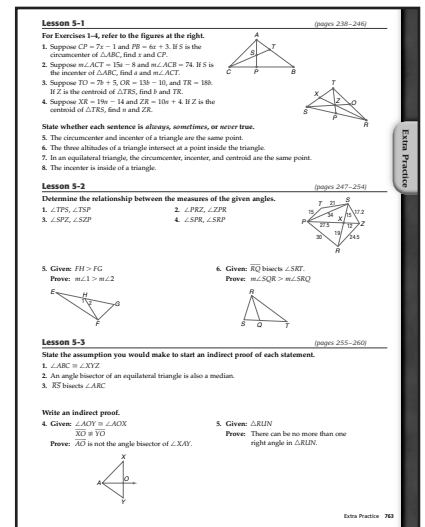 Lesson 5-1
(pages 238–246)
For Exercises 1–4, refer to the figures at the right.
1. Suppose CP = 7x − 1 and PB = 6x + 3. If S is the
circumcenter of △ABC, find x and CP.
2. Suppose m∠ACT = 15a − 8 and m∠ACB = 74. If S is
the incenter of △ABC, find a and m∠ACT.
3. Suppose TO = 7b + 5, OR = 13b − 10, and TR = 18b.
If Z is the centroid of △TRS, find b and TR.
4. Suppose XR = 19n − 14 and ZR = 10n + 4. If Z is the
centroid of △TRS, find n and ZR.
A
S
T
C
P
B
T
X
Z
O
S
P
R
State whether each sentence is always, sometimes, or never true.
5. The circumcenter and incenter of a triangle are the same point.
6. The three altitudes of a triangle intersect at a point inside the triangle.
7. In an equilateral triangle, the circumcenter, incenter, and centroid are the same point.
8. The incenter is inside of a triangle.
Extra Practice
Lesson 5-2
(pages 247–254)
Determine the relationship between the measures of the given angles.
1. ∠TPS, ∠TSP
2. ∠PRZ, ∠ZPR
3. ∠SPZ, ∠SZP
4. ∠SPR, ∠SRP
T
21
S
15
34
15
17.2
P
X
Z
27.5
12
19
30
24.5
R
5. Given: FH > FG
Prove: m∠1 > m∠2
6. Given: RQ bisects ∠SRT.
Prove: m∠SQR > m∠SRQ
E
H
1 2
G
F
R
S
Q
T
Lesson 5-3
(pages 255–260)
State the assumption you would make to start an indirect proof of each statement.
1. ∠ABC ≅ ∠XYZ
2. An angle bisector of an equilateral triangle is also a median.
3. RS bisects ∠ARC
Write an indirect proof.
4. Given: ∠AOY ≅ ∠AOX
XO ≇ YO
Prove: AO is not the angle bisector of ∠XAY.
5. Given: △RUN
Prove: There can be no more than one
right angle in △RUN.
X
A
O
Y
Extra Practice 763